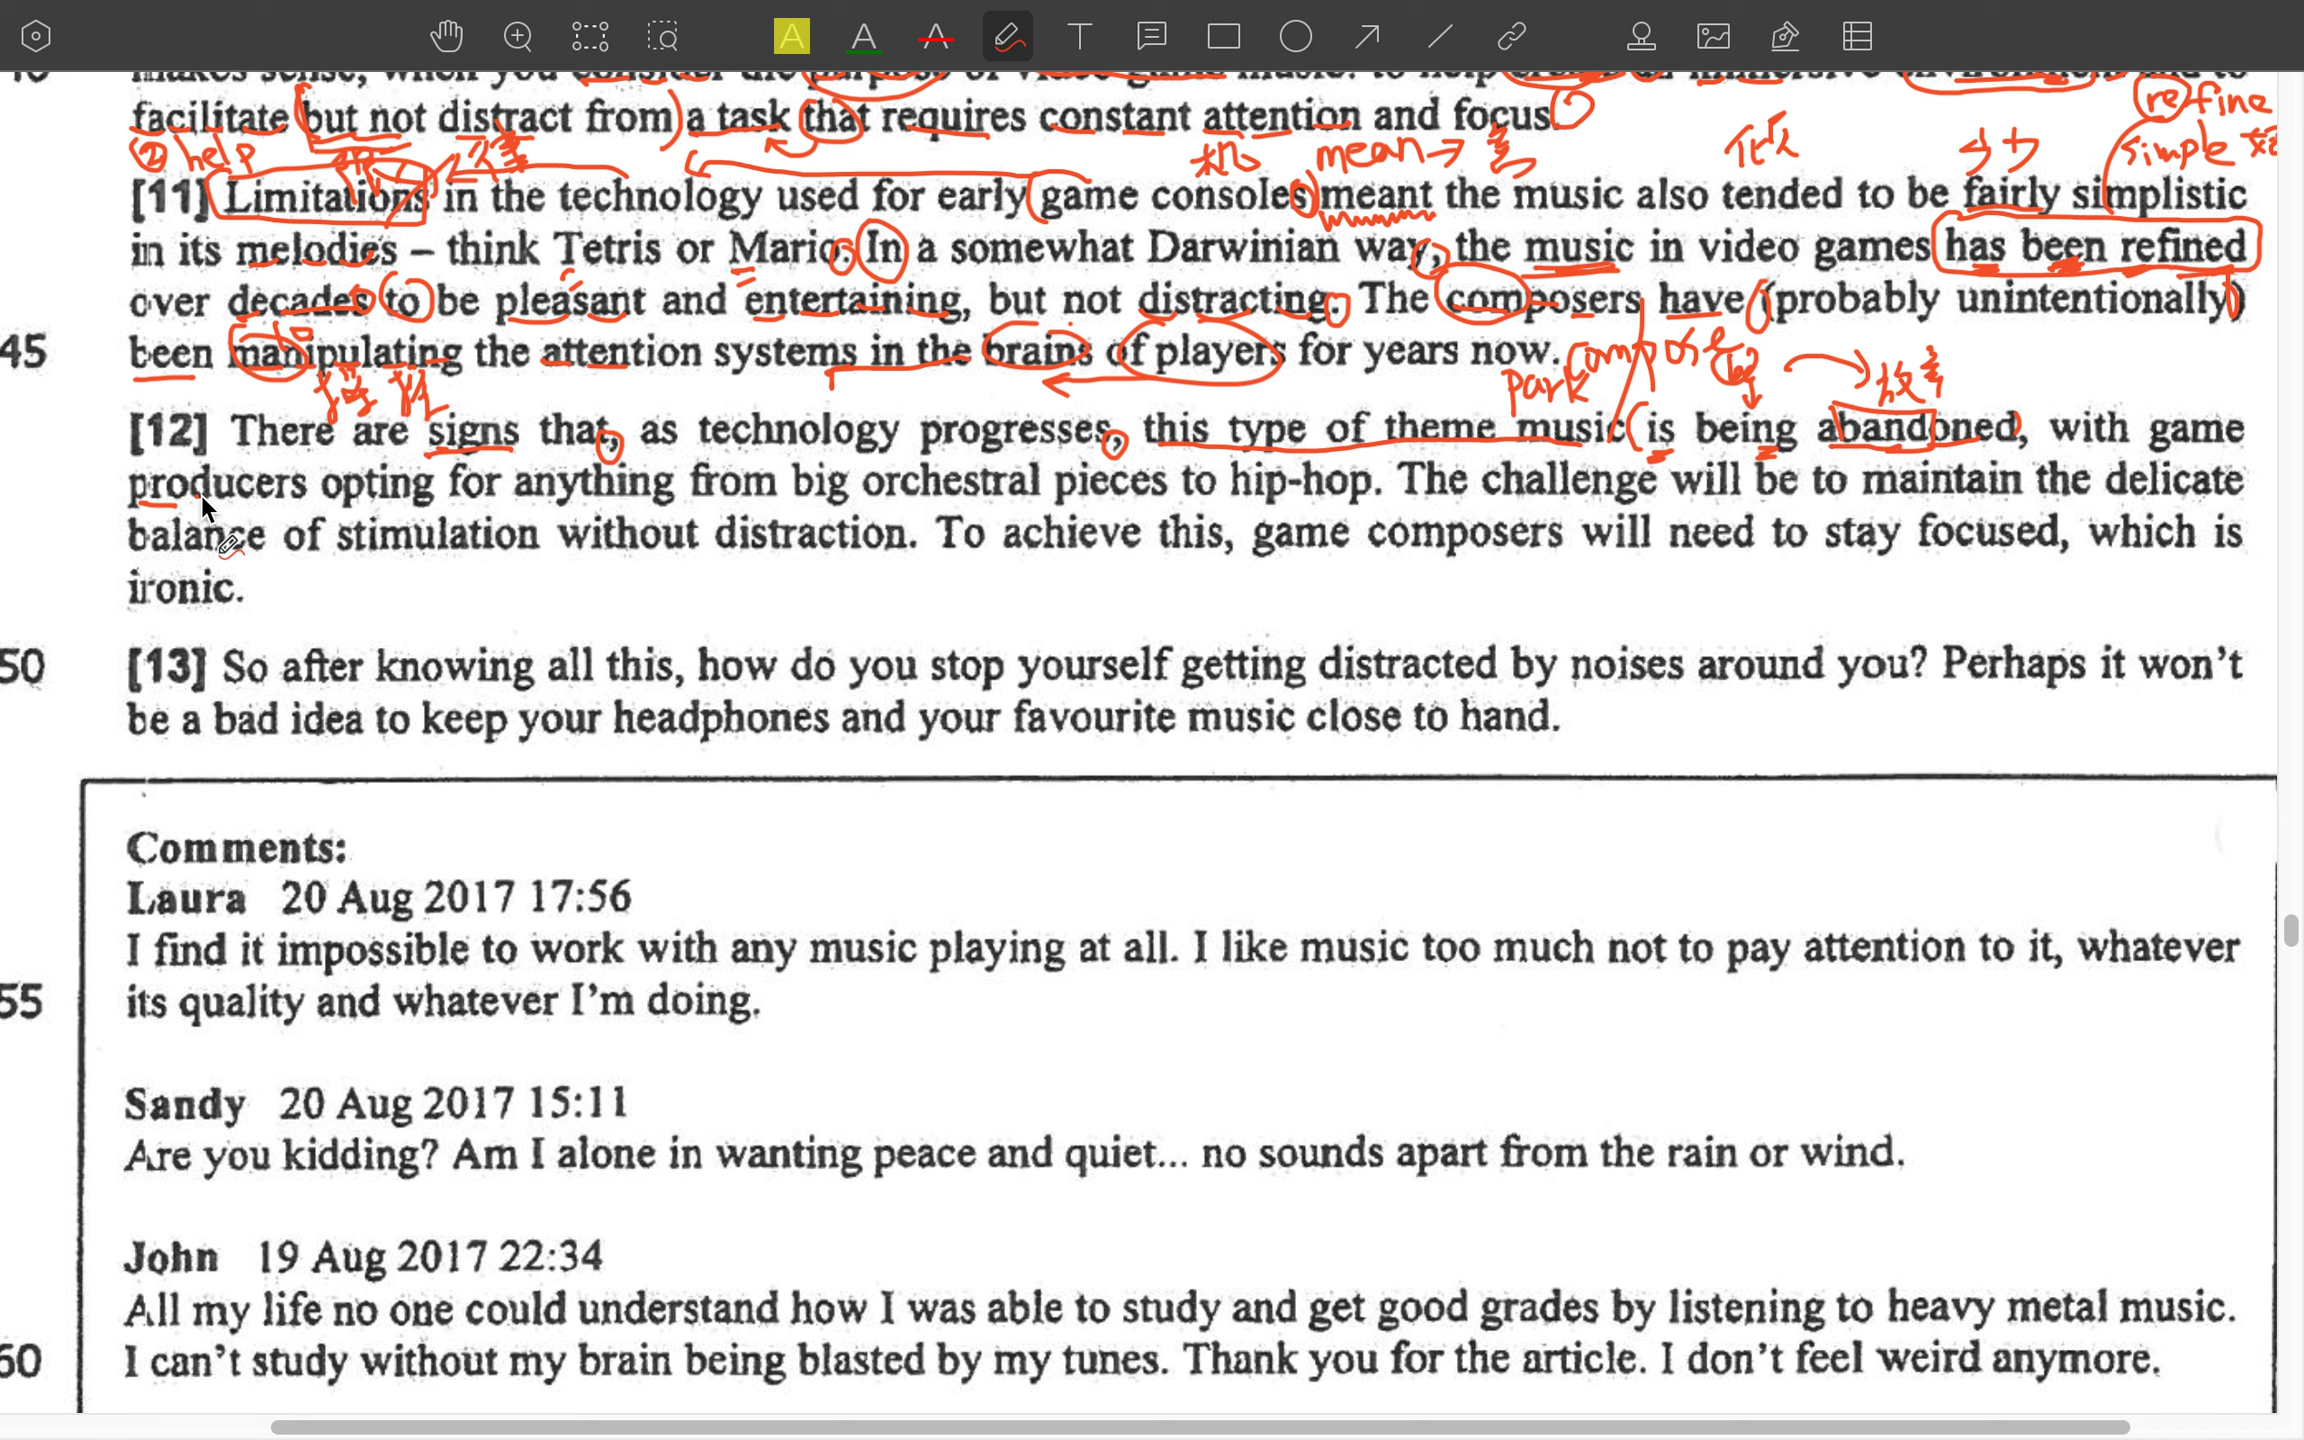 facilitate but not distract from a task that requires constant attention and focus.
refine
② help
mean →
simple
[11] Limitations in the technology used for early game consoles meant the music also tended to be fairly simplistic
in its melodies – think Tetris or Mario. In a somewhat Darwinian way, the music in video games has been refined
over decades to be pleasant and entertaining, but not distracting. The composers have (probably unintentionally)
45 been manipulating the attention systems in the brains of players for years now.
compose
park
[12] There are signs that, as technology progresses, this type of theme music is being abandoned, with game
producers opting for anything from big orchestral pieces to hip-hop. The challenge will be to maintain the delicate
balance of stimulation without distraction. To achieve this, game composers will need to stay focused, which is
ironic.
50 [13] So after knowing all this, how do you stop yourself getting distracted by noises around you? Perhaps it won't
be a bad idea to keep your headphones and your favourite music close to hand.
Comments:
Laura 20 Aug 2017 17:56
I find it impossible to work with any music playing at all. I like music too much not to pay attention to it, whatever
55 its quality and whatever I'm doing.
Sandy 20 Aug 2017 15:11
Are you kidding? Am I alone in wanting peace and quiet... no sounds apart from the rain or wind.
John 19 Aug 2017 22:34
All my life no one could understand how I was able to study and get good grades by listening to heavy metal music.
60 I can't study without my brain being blasted by my tunes. Thank you for the article. I don't feel weird anymore.